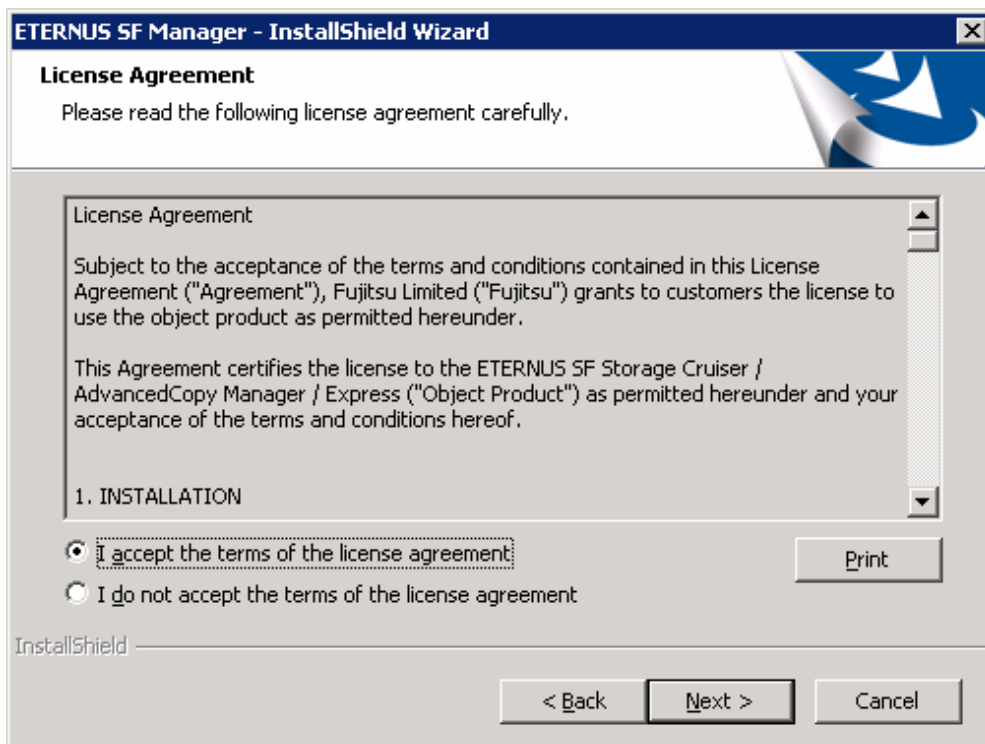 ETERNUS SF Manager - InstallShield Wizard
License Agreement
Please read the following license agreement carefully.
License Agreement
Subject to the acceptance of the terms and conditions contained in this License
Agreement ("Agreement"), Fujitsu Limited ("Fujitsu") grants to customers the license to
use the object product as permitted hereunder.
This Agreement certifies the license to the ETERNUS SF Storage Cruiser /
AdvancedCopy Manager / Express ("Object Product") as permitted hereunder and your
acceptance of the terms and conditions hereof.
1. INSTALLATION
I accept the terms of the license agreement
Print
I do not accept the terms of the license agreement
InstallShield
< Back
Next >
Cancel